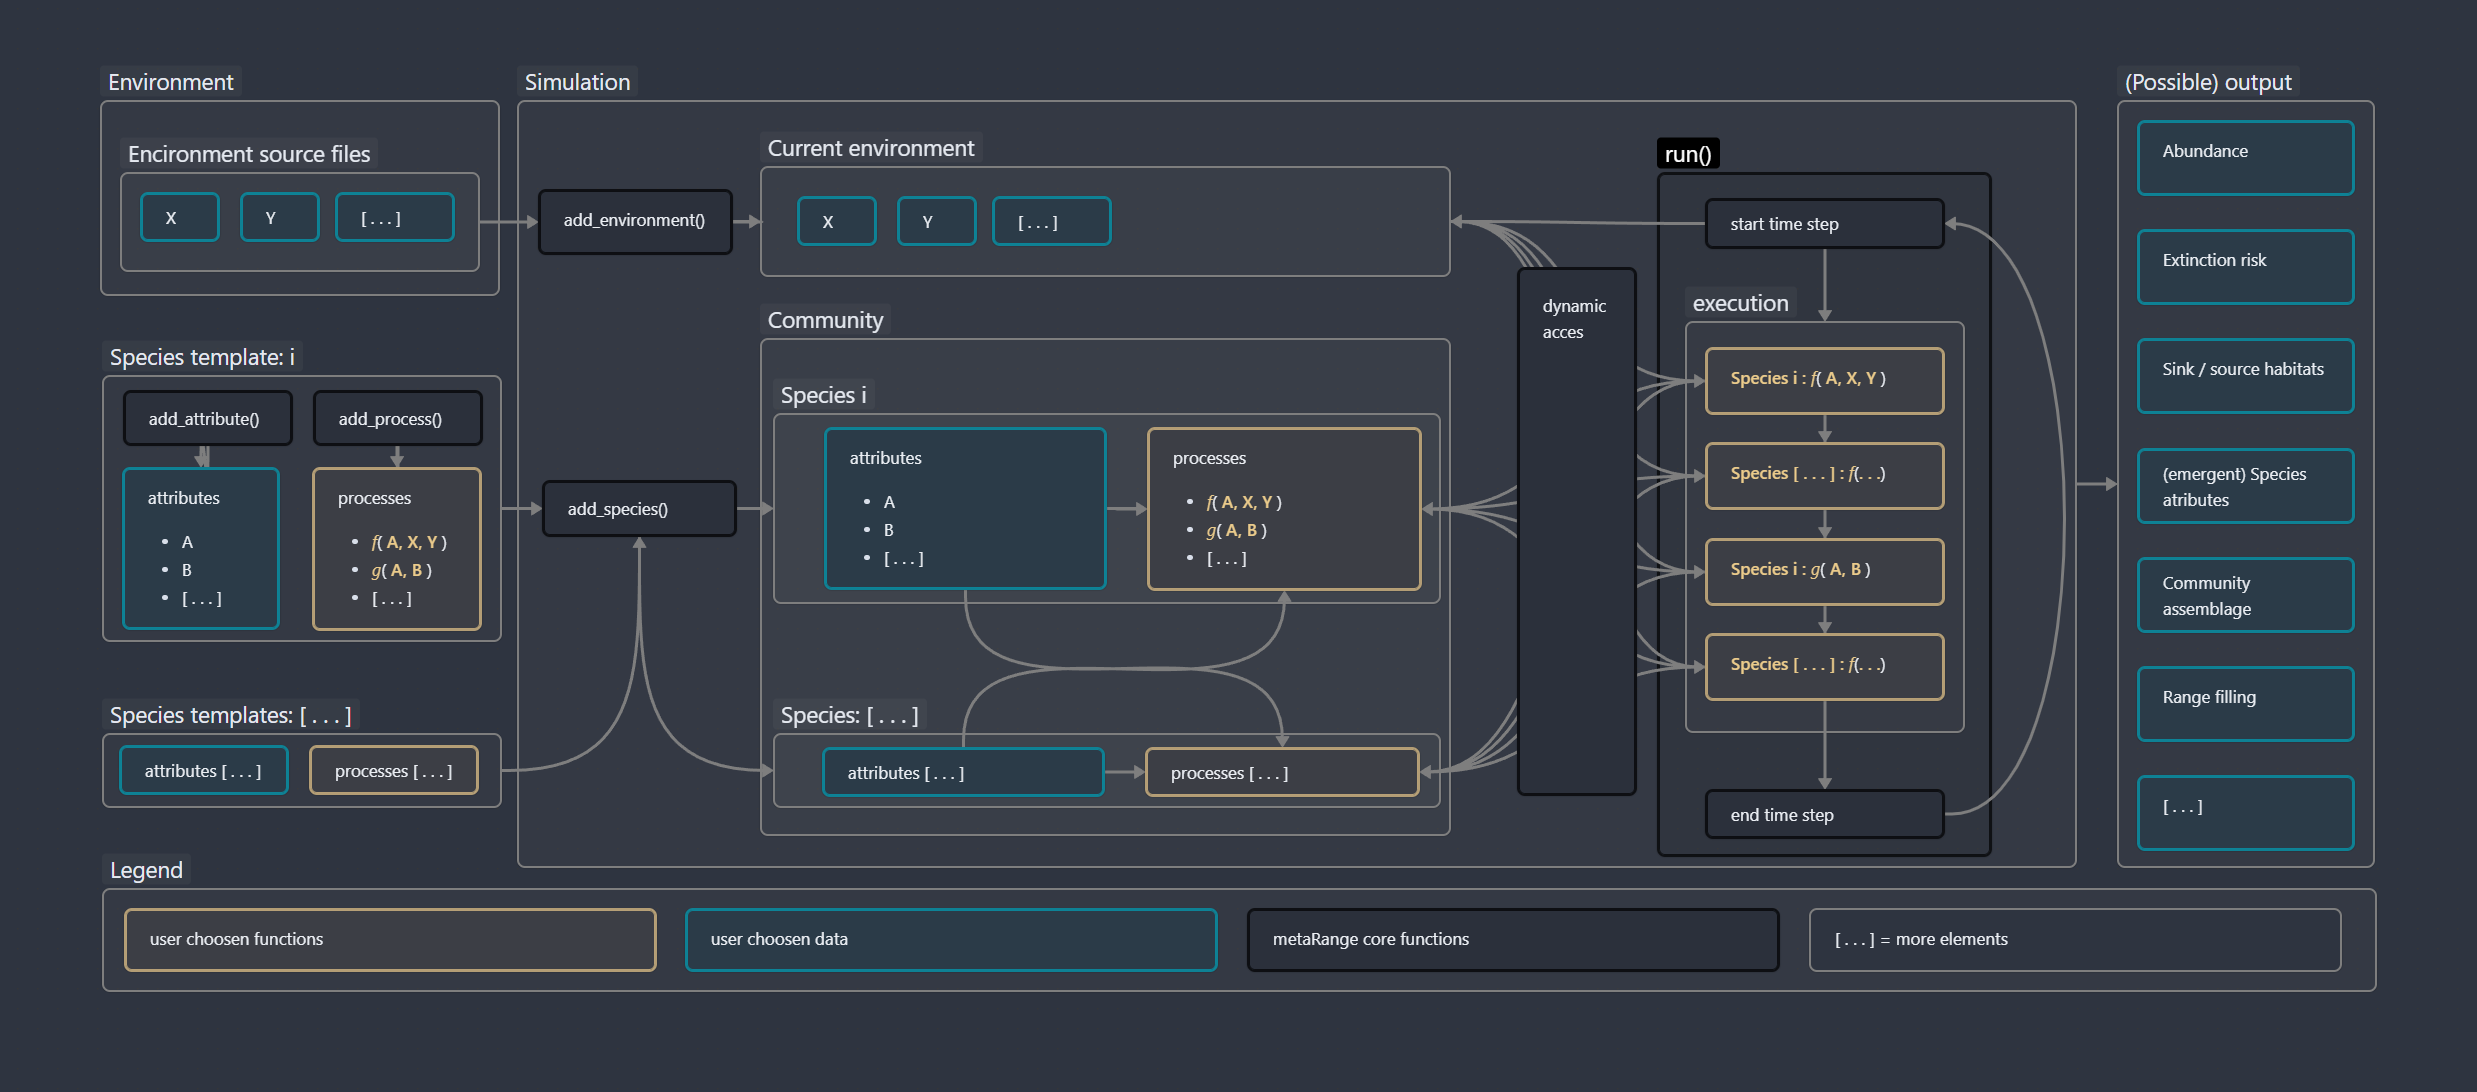 Environment
Encironment source files
X
Y
[ . . . ]
Species template: i
add_attribute()
add_process()
attributes
• A
• B
• [ . . . ]
processes
• f( A, X, Y )
• g( A, B )
• [ . . . ]
Species templates: [ . . . ]
attributes [ . . . ]
processes [ . . . ]
Simulation
add_environment()
add_species()
Current environment
X
Y
[ . . . ]
Community
Species i
attributes
• A
• B
• [ . . . ]
processes
• f( A, X, Y )
• g( A, B )
• [ . . . ]
Species: [ . . . ]
attributes [ . . . ]
processes [ . . . ]
dynamic
acces
run()
start time step
execution
Species i : f( A, X, Y )
Species [ . . . ] : f(. . .)
Species i : g( A, B )
Species [ . . . ] : f(. . .)
end time step
(Possible) output
Abundance
Extinction risk
Sink / source habitats
(emergent) Species
atributes
Community
assemblage
Range filling
[ . . . ]
Legend
user choosen functions
user choosen data
metaRange core functions
[ . . . ] = more elements